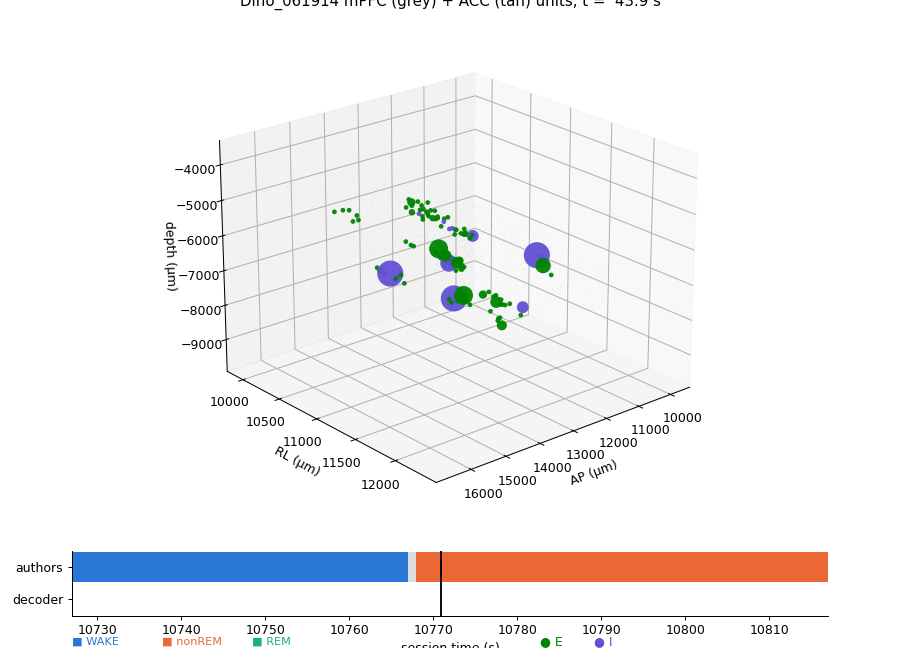 Dino_061914 mPFC (grey) + ACC (tan) units, t = 43.9 s
−4000
−5000
−6000
−7000
−8000
−9000
depth (μm)
10000
10500
11000
11500
12000
RL (μm)
10000
11000
12000
13000
14000
15000
16000
AP (μm)
authors
decoder
10730 10740 10750 10760 10770 10780 10790 10800 10810
WAKE nonREM REM session time (s) E I